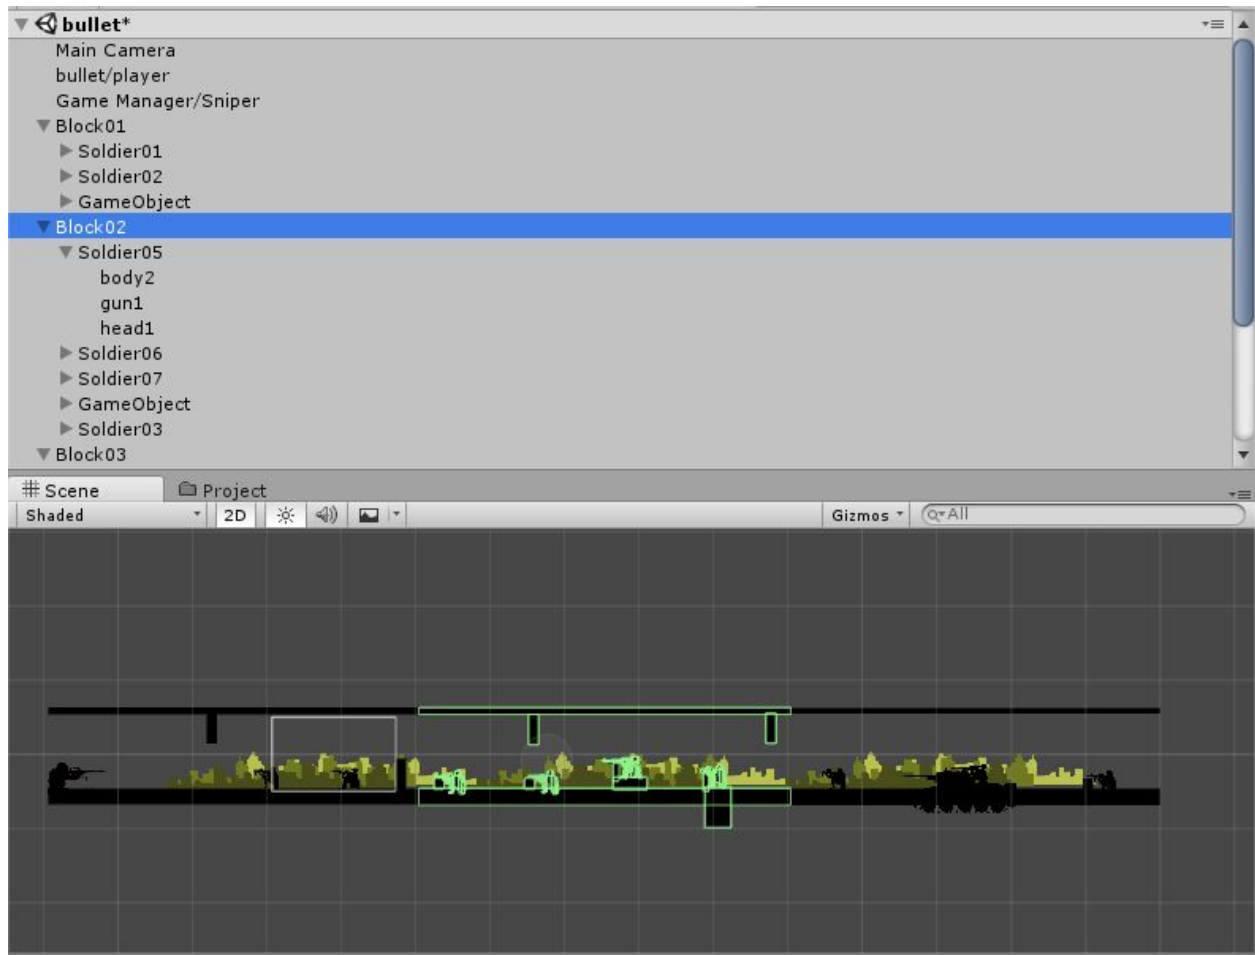 bullet*
Main Camera
bullet/player
Game Manager/Sniper
Block01
Soldier01
Soldier02
GameObject
Block02
Soldier05
body2
gun1
head1
Soldier06
Soldier07
GameObject
Soldier03
Block03
Scene Project
Shaded 2D Gizmos All